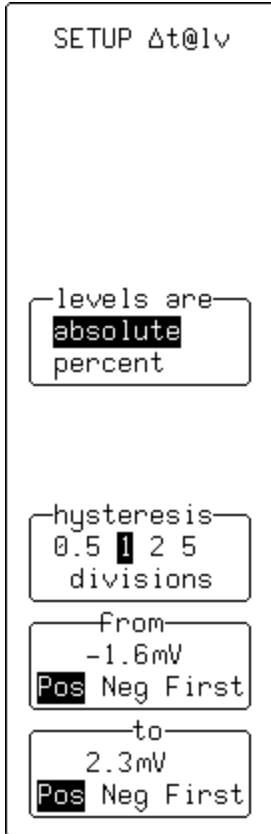 SETUP Δt@lv
levels are
absolute
percent
hysteresis
0.5 1 2 5
divisions
from
-1.6mV
Pos Neg First
to
2.3mV
Pos Neg First